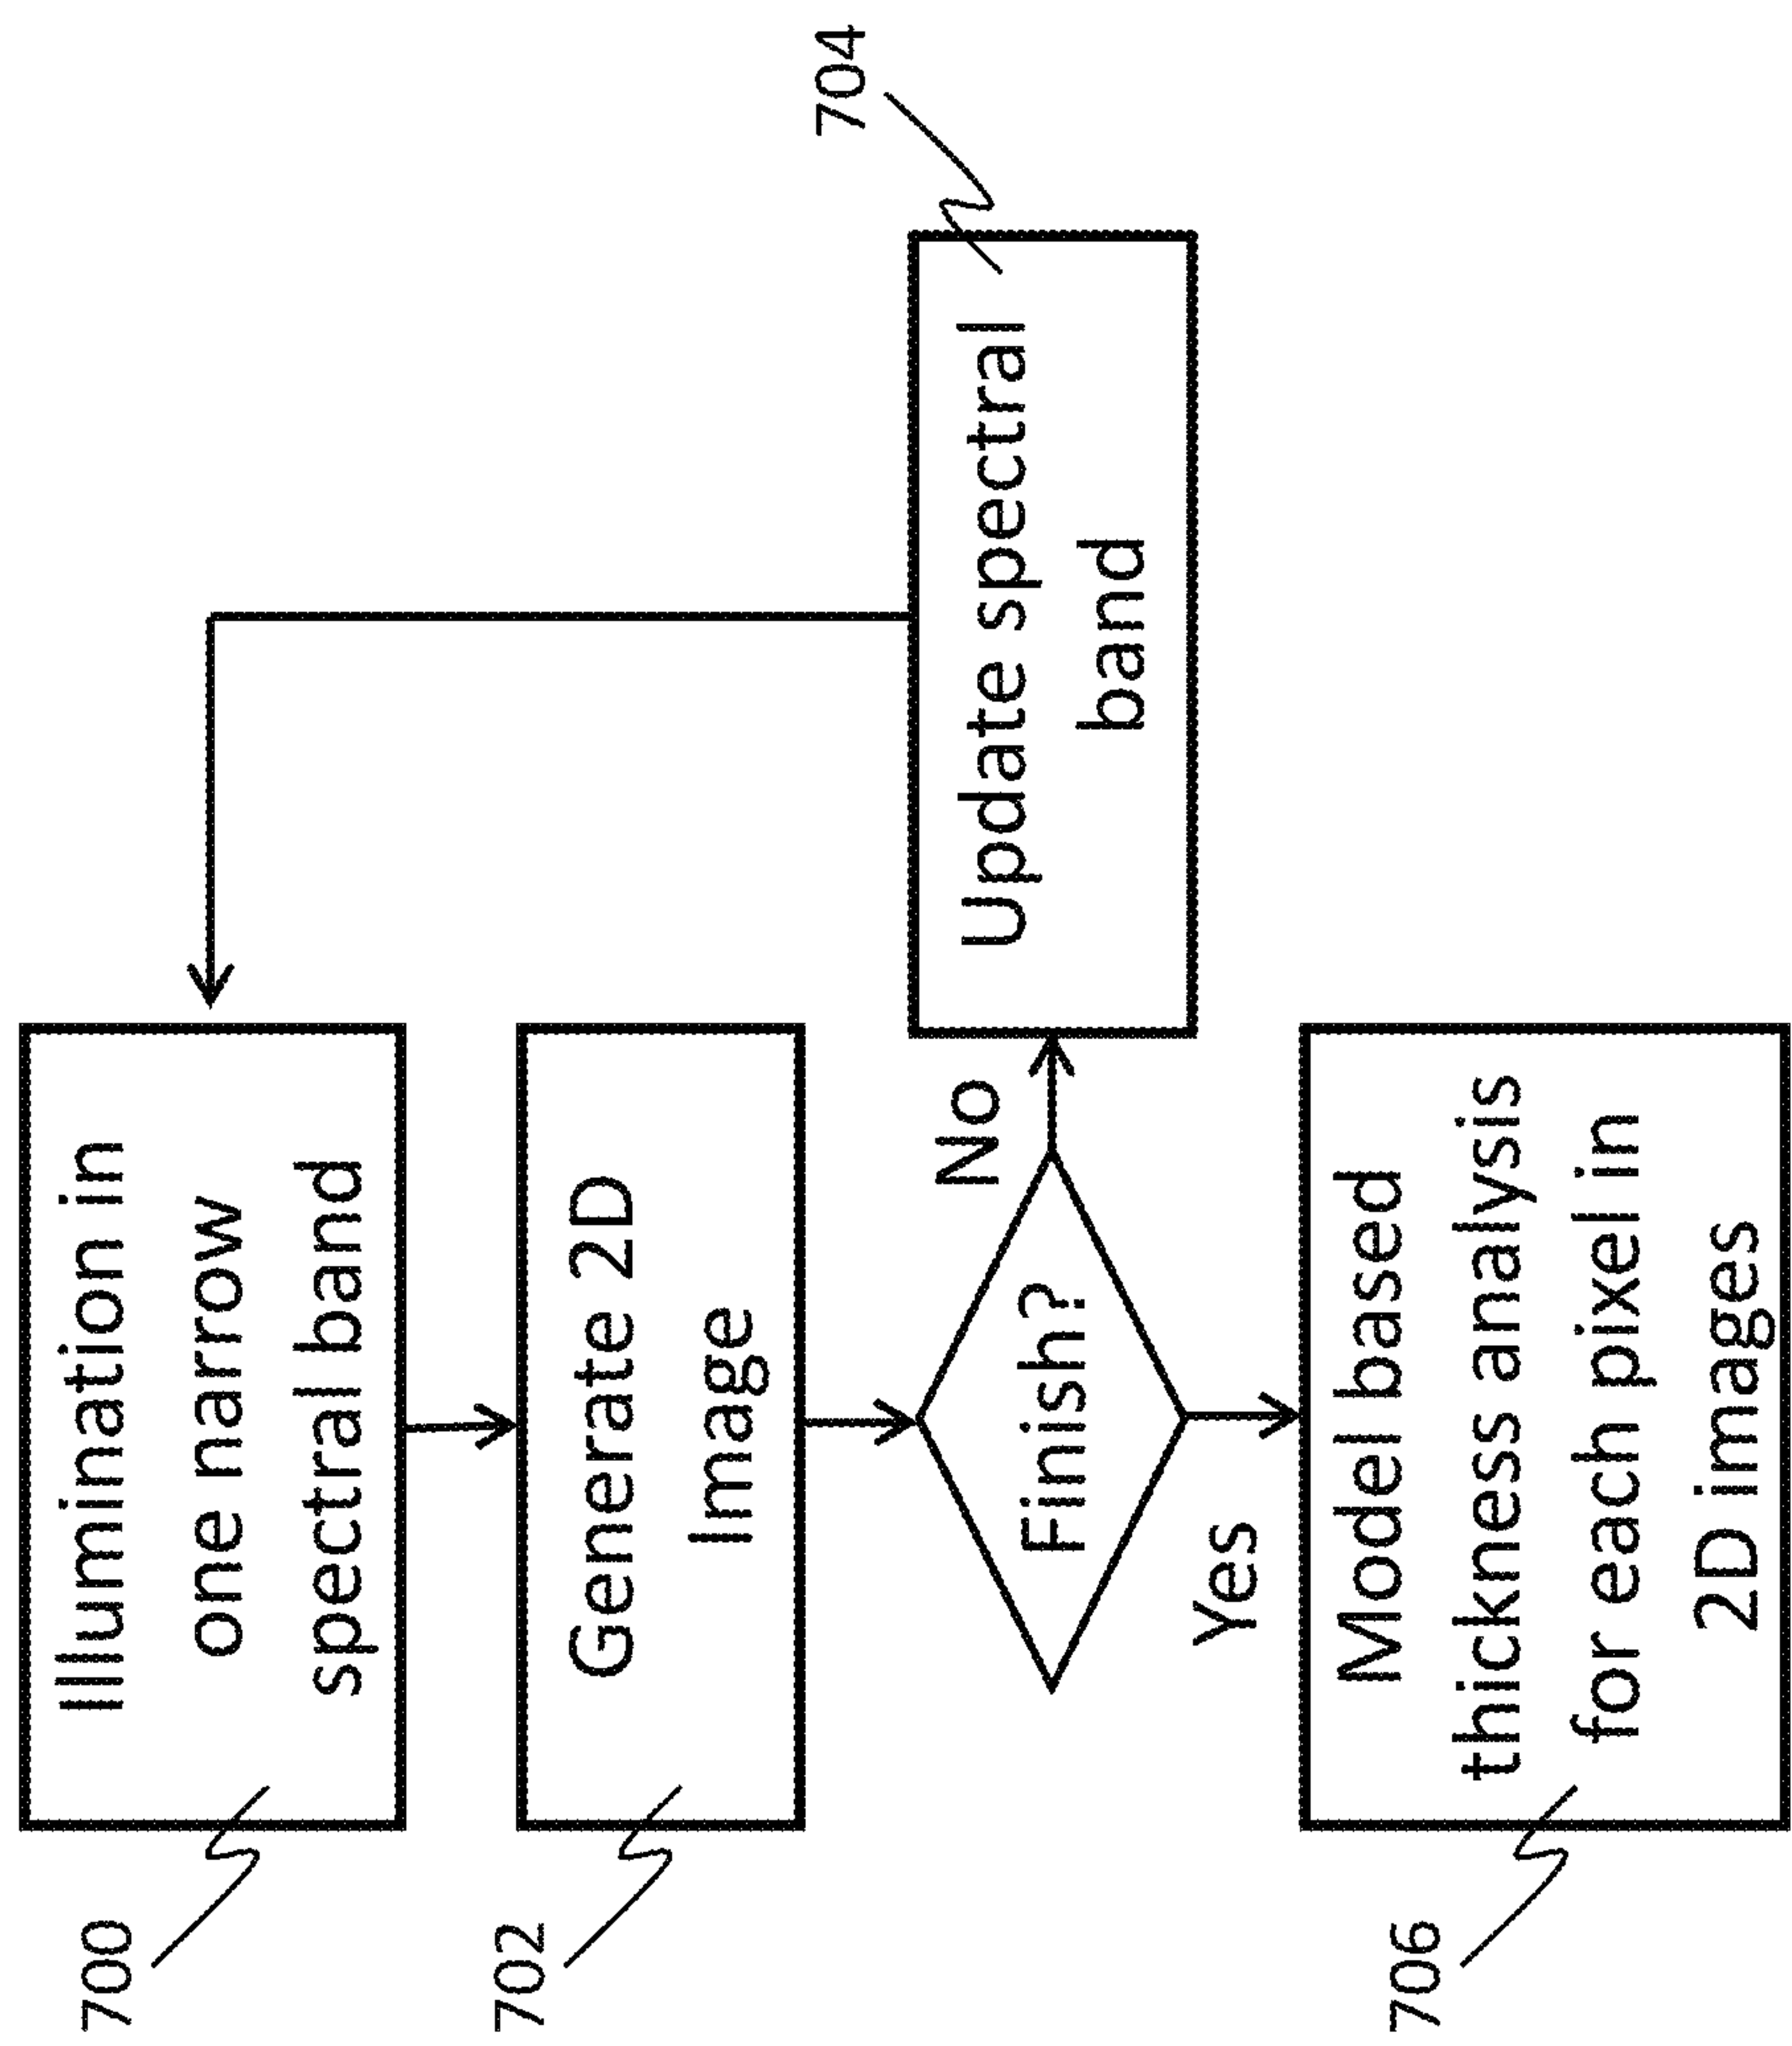 700
Illumination in
one narrow
spectral band
702
Generate 2D
Image
Finish?
No
704
Update spectral
band
Yes
706
Model based
thickness analysis
for each pixel in
2D images